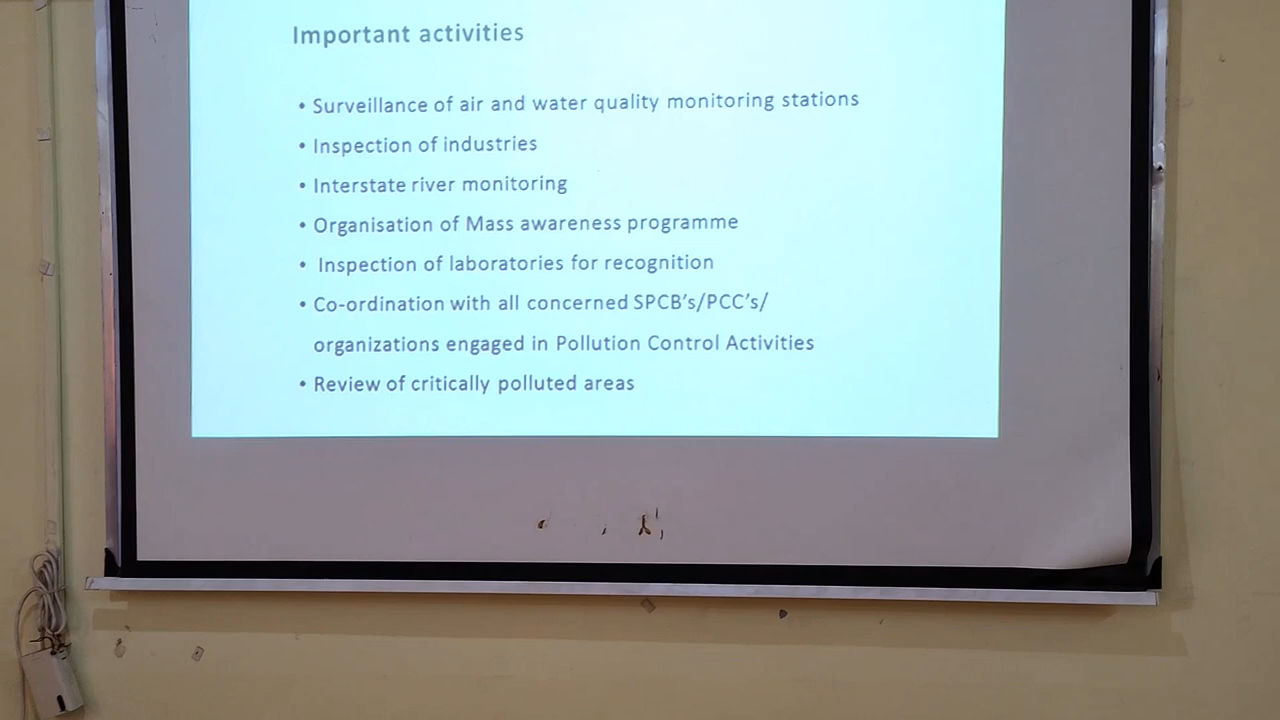 Important activities
• Surveillance of air and water quality monitoring stations
• Inspection of industries
• Interstate river monitoring
• Organisation of Mass awareness programme
• Inspection of laboratories for recognition
• Co-ordination with all concerned SPCB's/PCC's/
organizations engaged in Pollution Control Activities
• Review of critically polluted areas